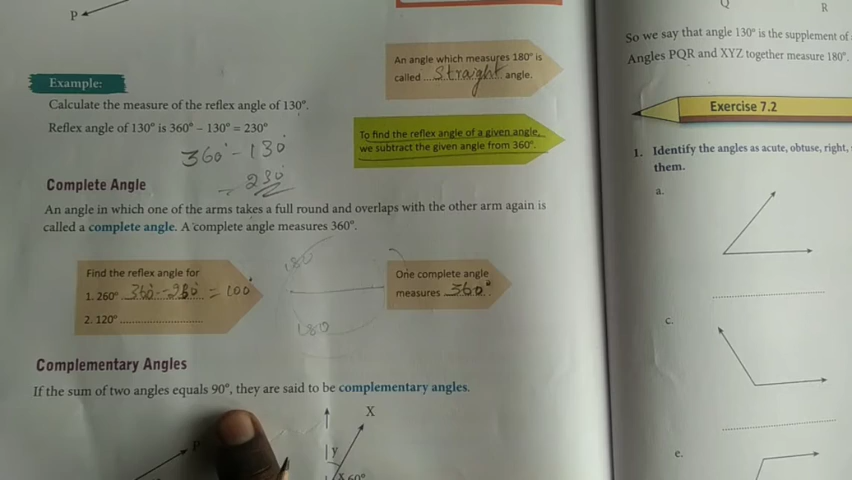 P
Q
R
An angle which measures 180° is
called ...Straight angle.
Example:
Calculate the measure of the reflex angle of 130°.
Reflex angle of 130° is 360° – 130° = 230°
360° – 130°
= 230°
To find the reflex angle of a given angle,
we subtract the given angle from 360°.
Complete Angle
An angle in which one of the arms takes a full round and overlaps with the other arm again is
called a complete angle. A complete angle measures 360°.
180
180
Find the reflex angle for
1. 260° 360° – 260° = 100°
2. 120° ............................
One complete angle
measures 360°.
Complementary Angles
If the sum of two angles equals 90°, they are said to be complementary angles.
P
X
y
x 60°
So we say that angle 130° is the supplement of
Angles PQR and XYZ together measure 180°.
Exercise 7.2
1. Identify the angles as acute, obtuse, right,
them.
a.
c.
e.